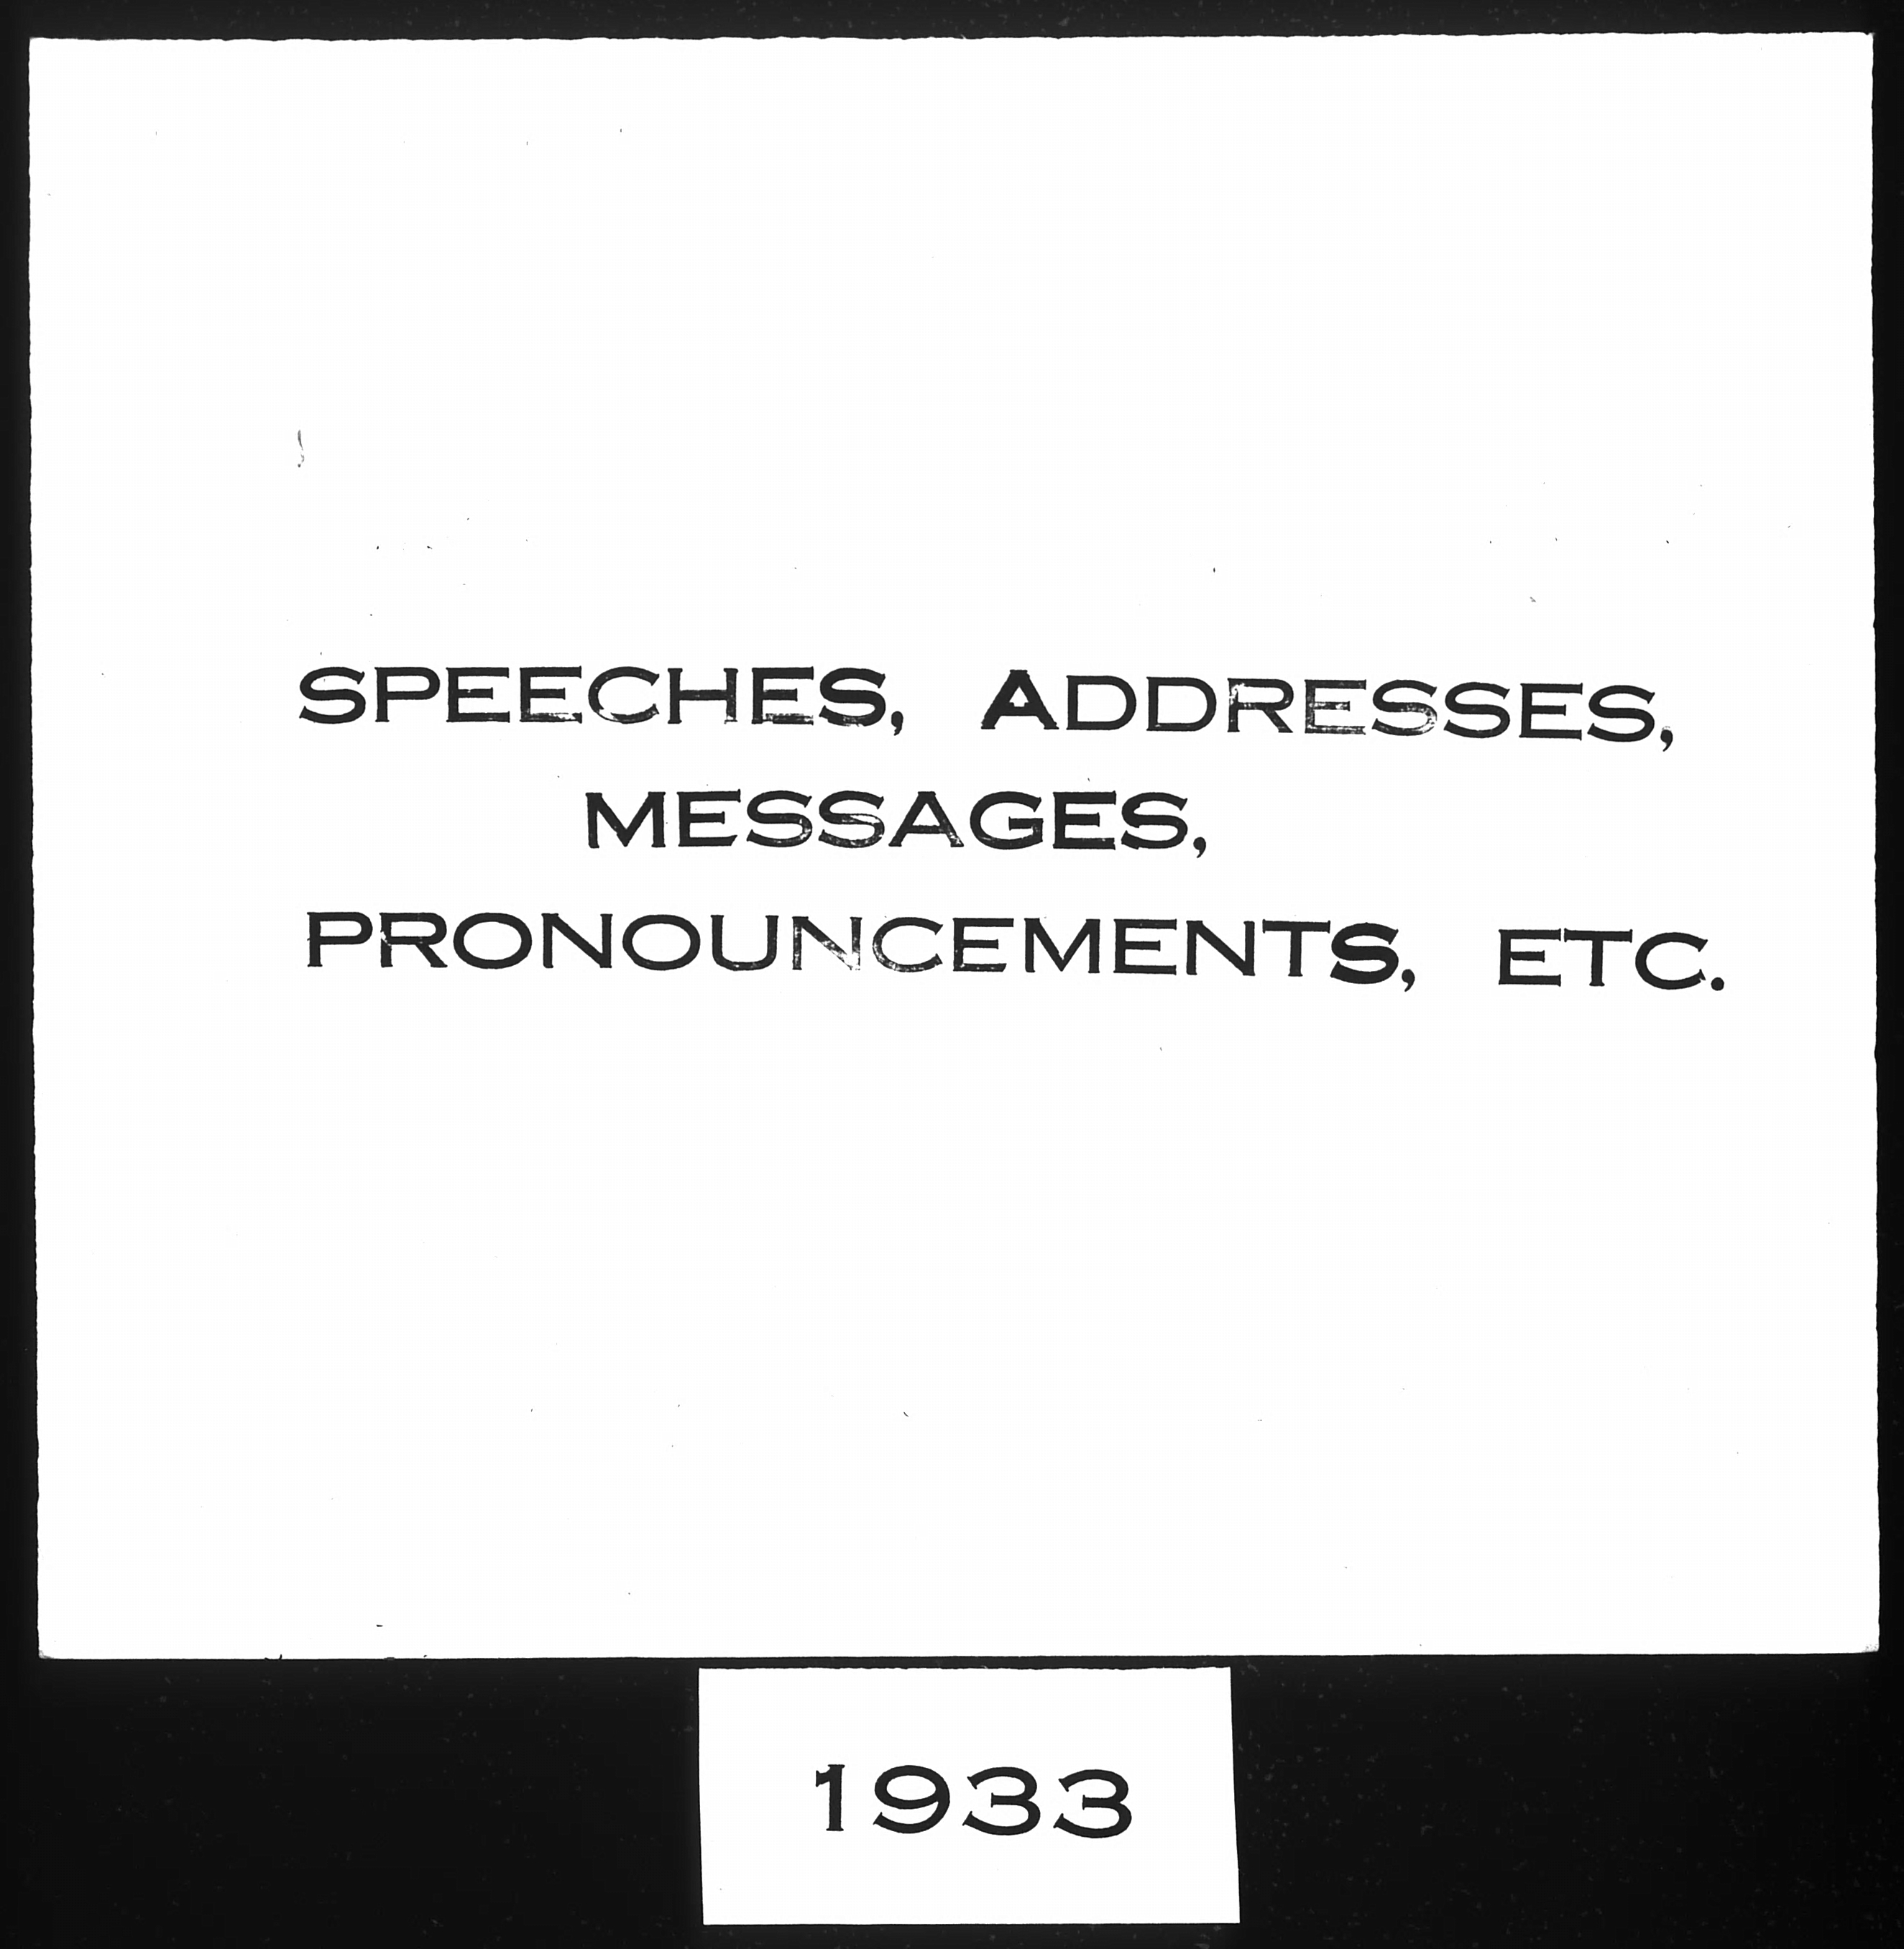 SPEECHES, ADDRESSES,
MESSAGES,
PRONOUNCEMENTS, ETC.
1933